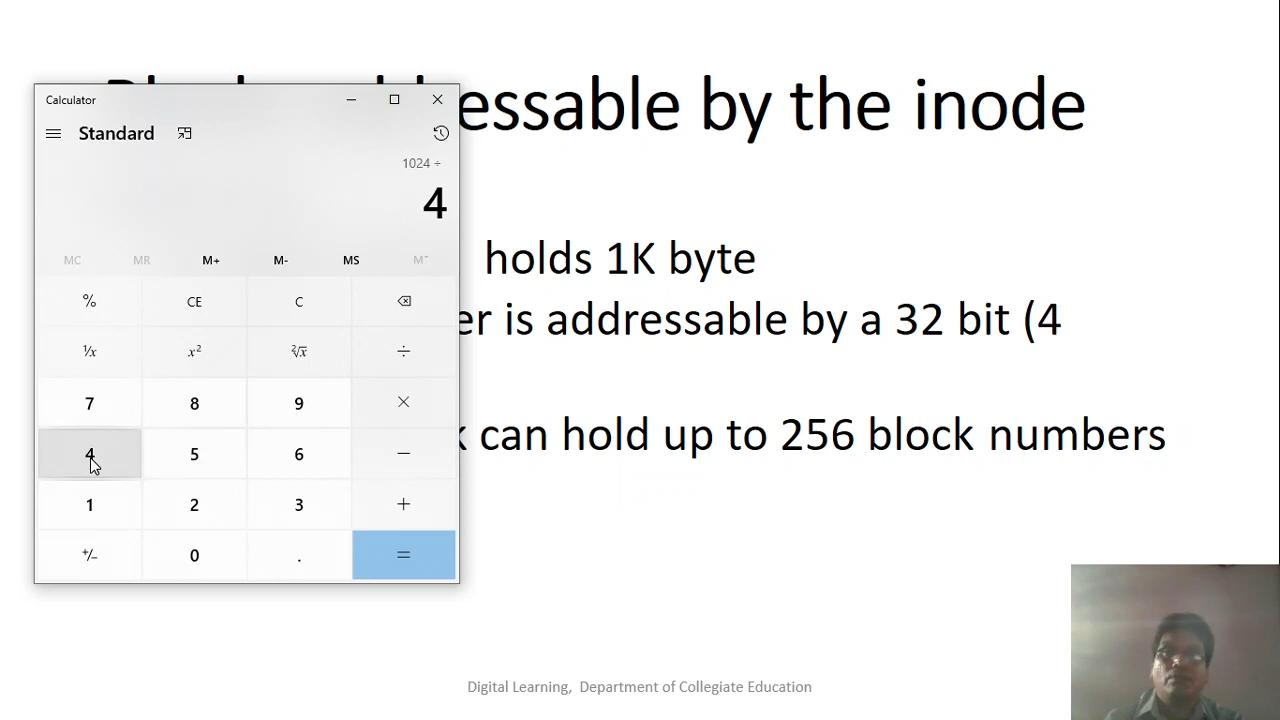 essable by the inode
Calculator
Standard
1024 ÷
4
MC MR M+ M- MS M˅
% CE C
¹/x x² ²√x ÷
7 8 9 ×
4 5 6 −
1 2 3 +
+/− 0 . =
holds 1K byte
er is addressable by a 32 bit (4
k can hold up to 256 block numbers
Digital Learning, Department of Collegiate Education